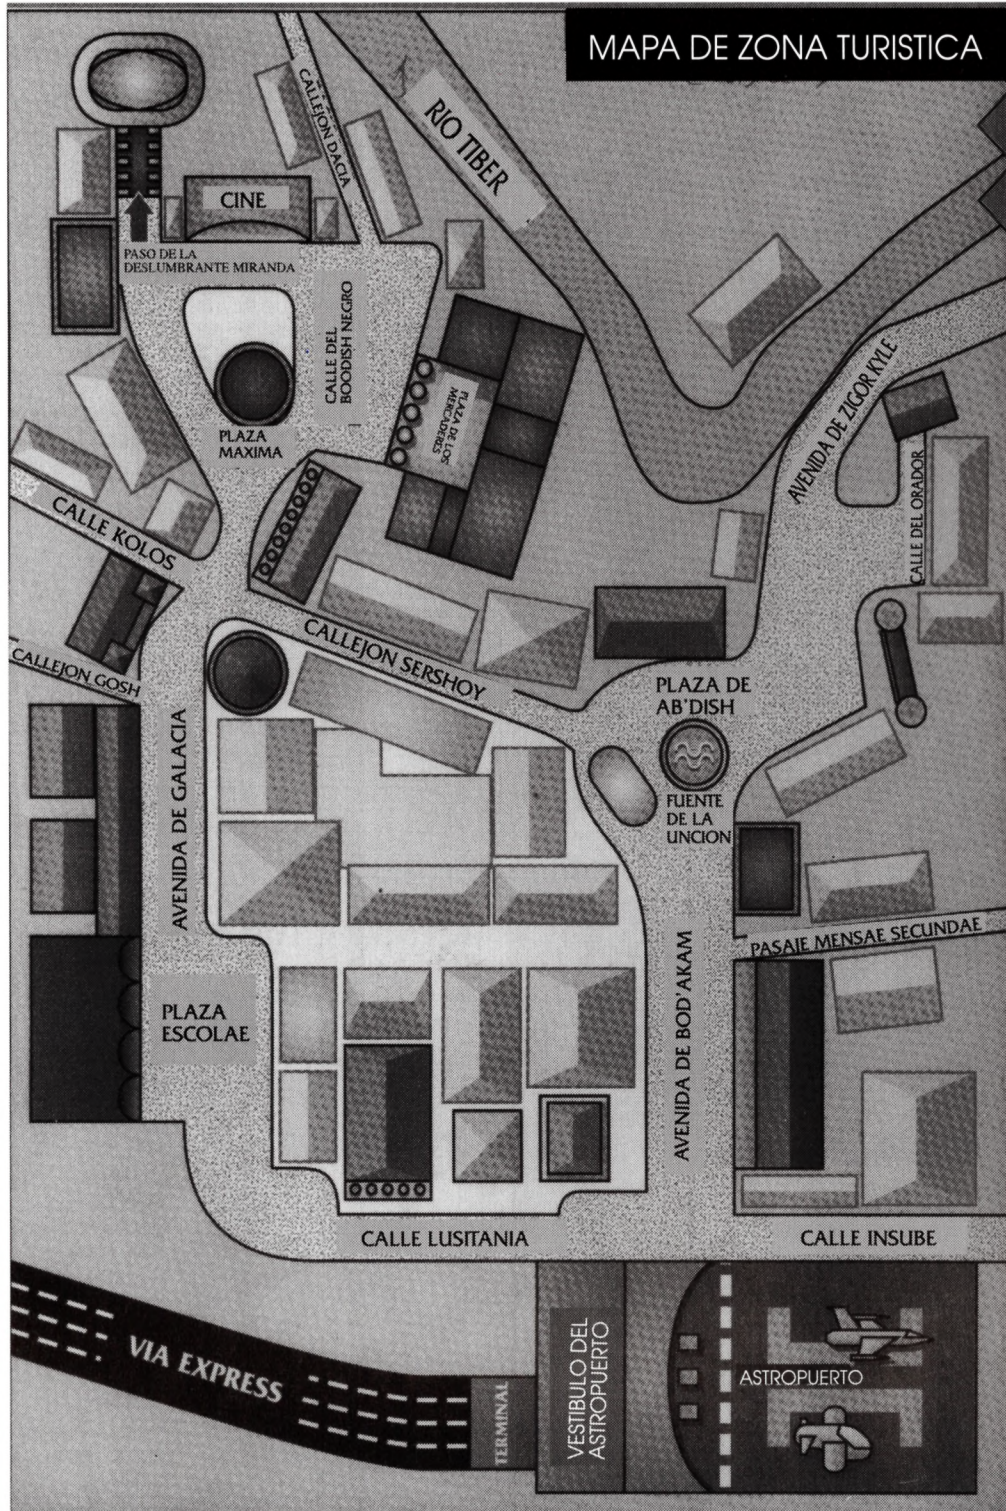 MAPA DE ZONA TURISTICA
CALLEJON DACIA
RIO TIBER
CINE
PASO DE LA
DESLUMBRANTE MIRANDA
CALLE DEL
BOODISH NEGRO
PLAZA DE LOS
MERCADERES
PLAZA
MAXIMA
AVENIDA DE ZIGOR KYLE
CALLE DEL ORADOR
CALLE KOLOS
CALLEJON GOSH
CALLEJON SERSHOY
PLAZA DE
AB'DISH
FUENTE
DE LA
UNCION
AVENIDA DE GALACIA
PASAJE MENSAE SECUNDAE
PLAZA
ESCOLAE
AVENIDA DE BOD'AKAM
CALLE LUSITANIA
CALLE INSUBE
VIA EXPRESS
TERMINAL
VESTIBULO DEL
ASTROPUERTO
ASTROPUERTO